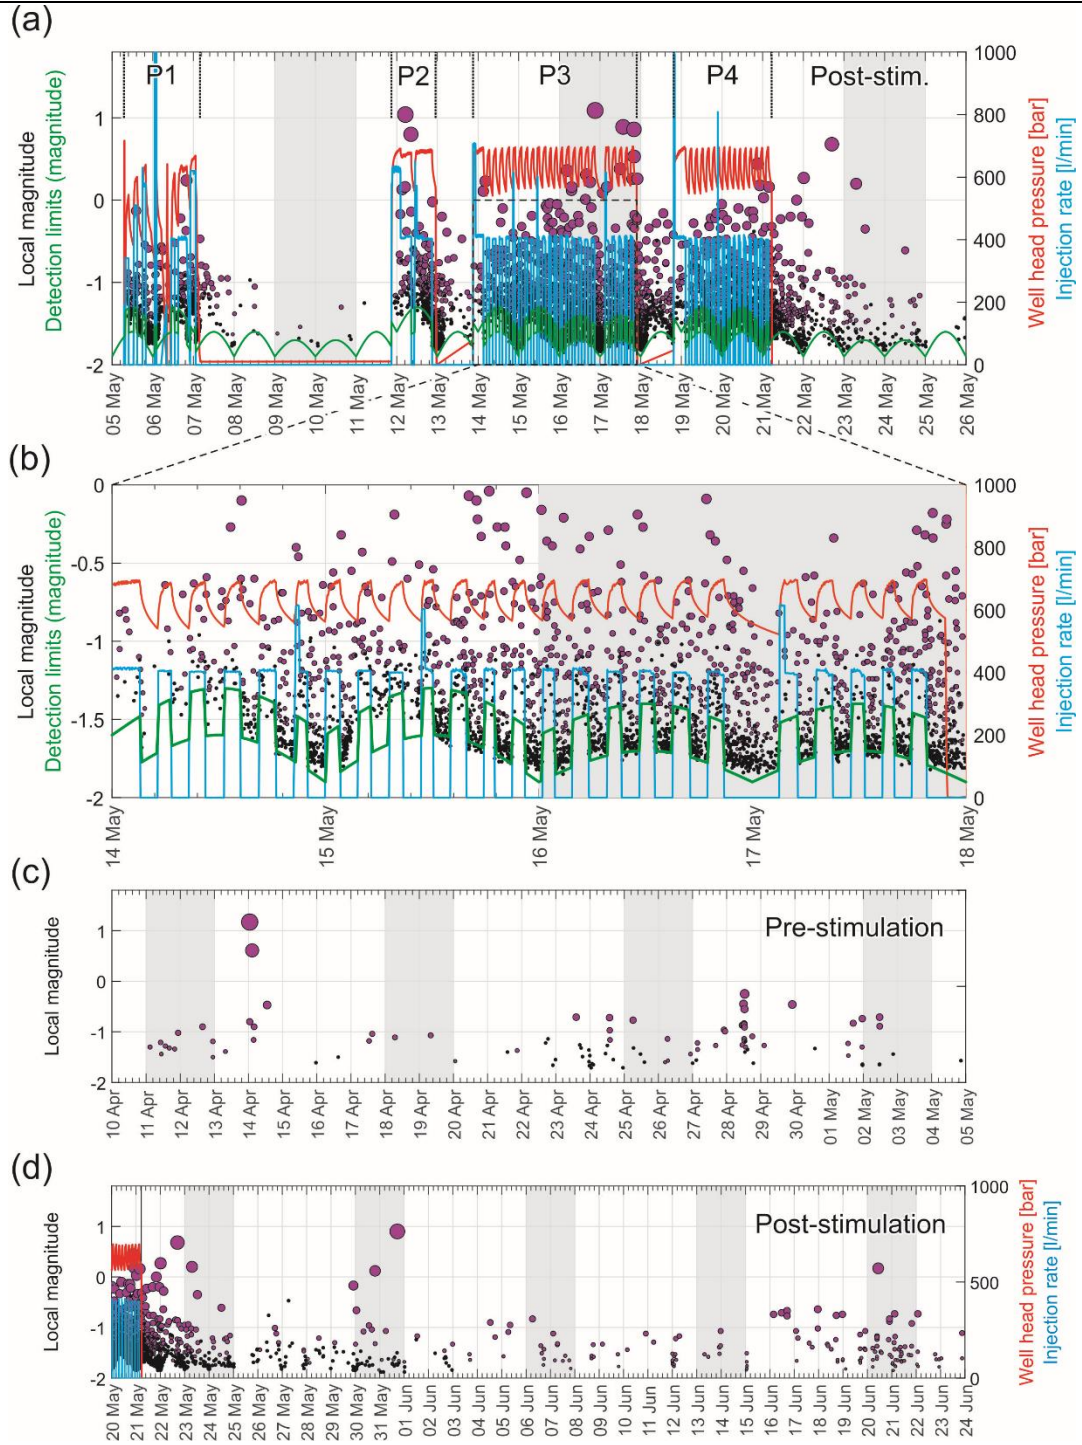 (a)
P1
P2
P3
P4
Post-stim.
Local magnitude
Detection limits (magnitude)
1
0
-1
-2
1000
800
600
400
200
0
Well head pressure [bar]
Injection rate [l/min]
05 May
06 May
07 May
08 May
09 May
10 May
11 May
12 May
13 May
14 May
15 May
16 May
17 May
18 May
19 May
20 May
21 May
22 May
23 May
24 May
25 May
26 May
(b)
Local magnitude
Detection limits (magnitude)
0
-0.5
-1
-1.5
-2
1000
800
600
400
200
0
Well head pressure [bar]
Injection rate [l/min]
14 May
15 May
16 May
17 May
18 May
(c)
Pre-stimulation
Local magnitude
1
0
-1
-2
10 Apr
11 Apr
12 Apr
13 Apr
14 Apr
15 Apr
16 Apr
17 Apr
18 Apr
19 Apr
20 Apr
21 Apr
22 Apr
23 Apr
24 Apr
25 Apr
26 Apr
27 Apr
28 Apr
29 Apr
30 Apr
01 May
02 May
03 May
04 May
05 May
(d)
Post-stimulation
Local magnitude
1
0
-1
-2
1000
500
0
Well head pressure [bar]
Injection rate [l/min]
20 May
21 May
22 May
23 May
24 May
25 May
26 May
27 May
28 May
29 May
30 May
31 May
01 Jun
02 Jun
03 Jun
04 Jun
05 Jun
06 Jun
07 Jun
08 Jun
09 Jun
10 Jun
11 Jun
12 Jun
13 Jun
14 Jun
15 Jun
16 Jun
17 Jun
18 Jun
19 Jun
20 Jun
21 Jun
22 Jun
23 Jun
24 Jun